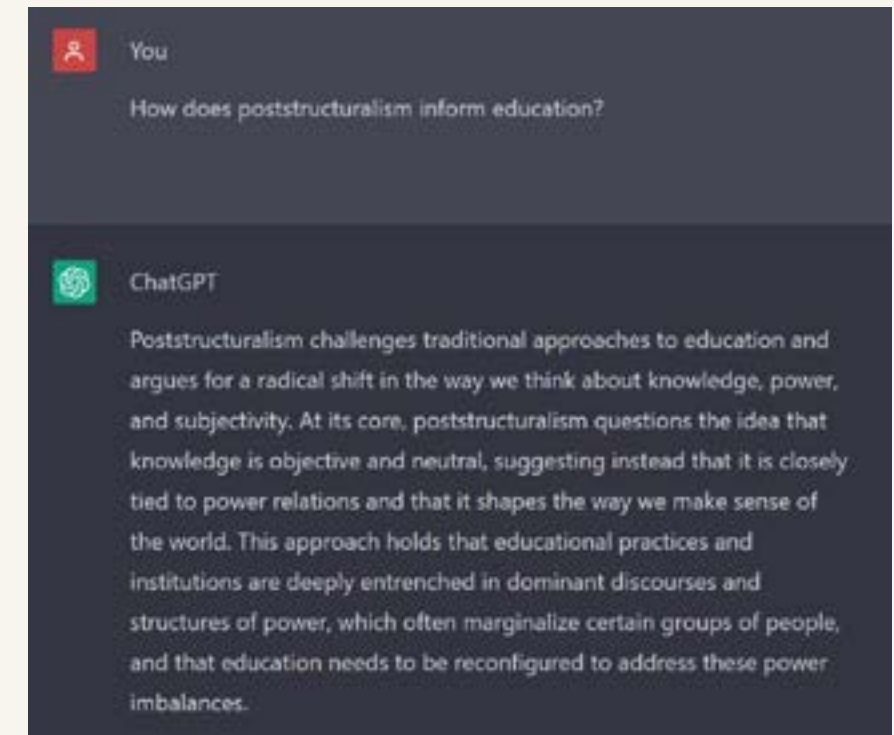 You
How does poststructuralism inform education?
ChatGPT
Poststructuralism challenges traditional approaches to education and
argues for a radical shift in the way we think about knowledge, power,
and subjectivity. At its core, poststructuralism questions the idea that
knowledge is objective and neutral, suggesting instead that it is closely
tied to power relations and that it shapes the way we make sense of
the world. This approach holds that educational practices and
institutions are deeply entrenched in dominant discourses and
structures of power, which often marginalize certain groups of people,
and that education needs to be reconfigured to address these power
imbalances.